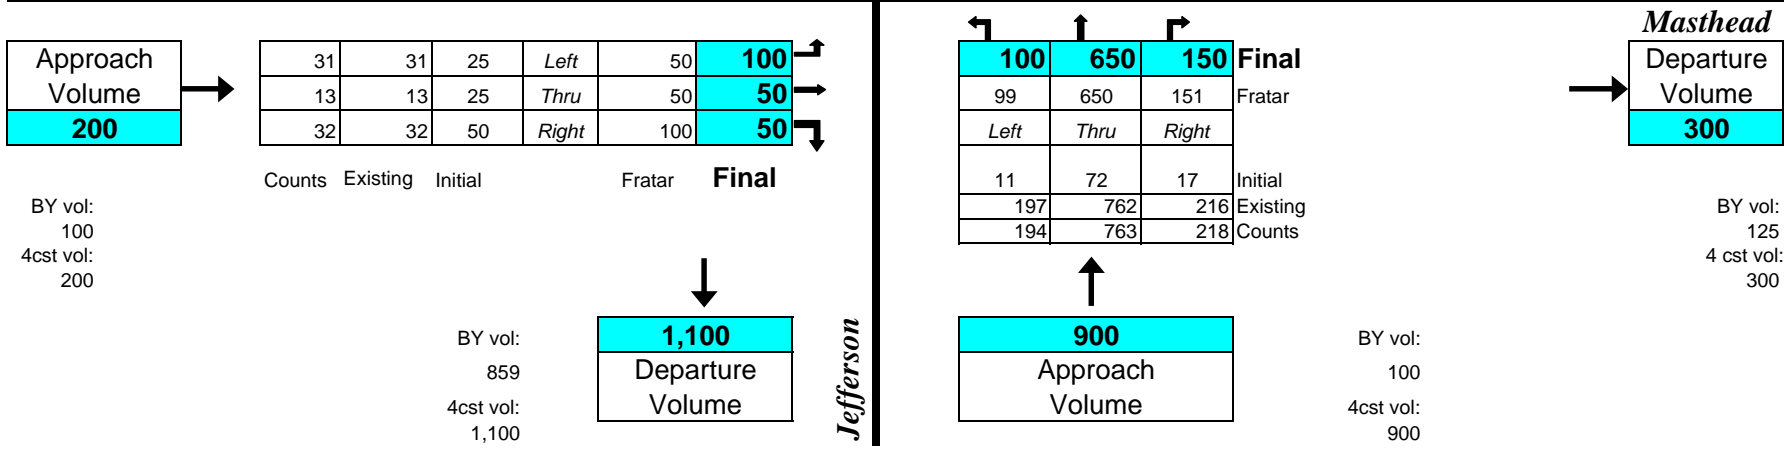 Masthead
Approach
Volume
200
31 31 25 Left 50 100
13 13 25 Thru 50 50
32 32 50 Right 100 50
Counts Existing Initial Fratar Final
BY vol:
100
4cst vol:
200
100 650 150 Final
99 650 151 Fratar
Left Thru Right
11 72 17 Initial
197 762 216 Existing
194 763 218 Counts
Departure
Volume
300
BY vol:
125
4 cst vol:
300
BY vol:
859
4cst vol:
1,100
1,100
Departure
Volume
Jefferson
900
Approach
Volume
BY vol:
100
4cst vol:
900